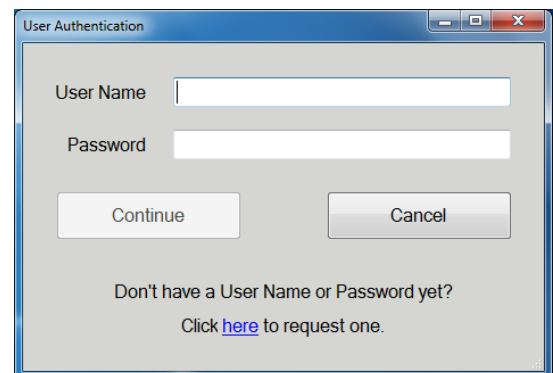 User Authentication
User Name
Password
Continue
Cancel
Don't have a User Name or Password yet?
Click here to request one.